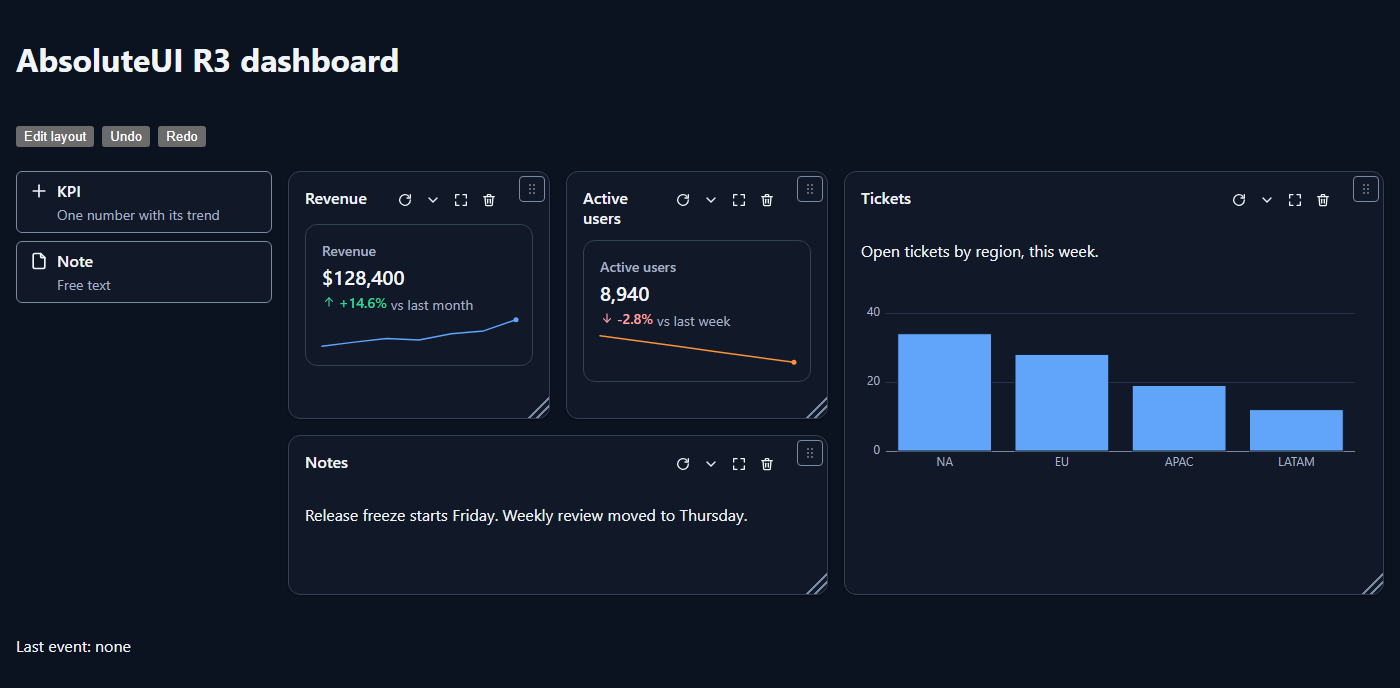 AbsoluteUI R3 dashboard
Edit layout Undo Redo
KPI
One number with its trend
Note
Free text
Revenue
Revenue
$128,400
+14.6% vs last month
Active
users
Active users
8,940
-2.8% vs last week
Tickets
Open tickets by region, this week.
40
20
0
NA EU APAC LATAM
Notes
Release freeze starts Friday. Weekly review moved to Thursday.
Last event: none